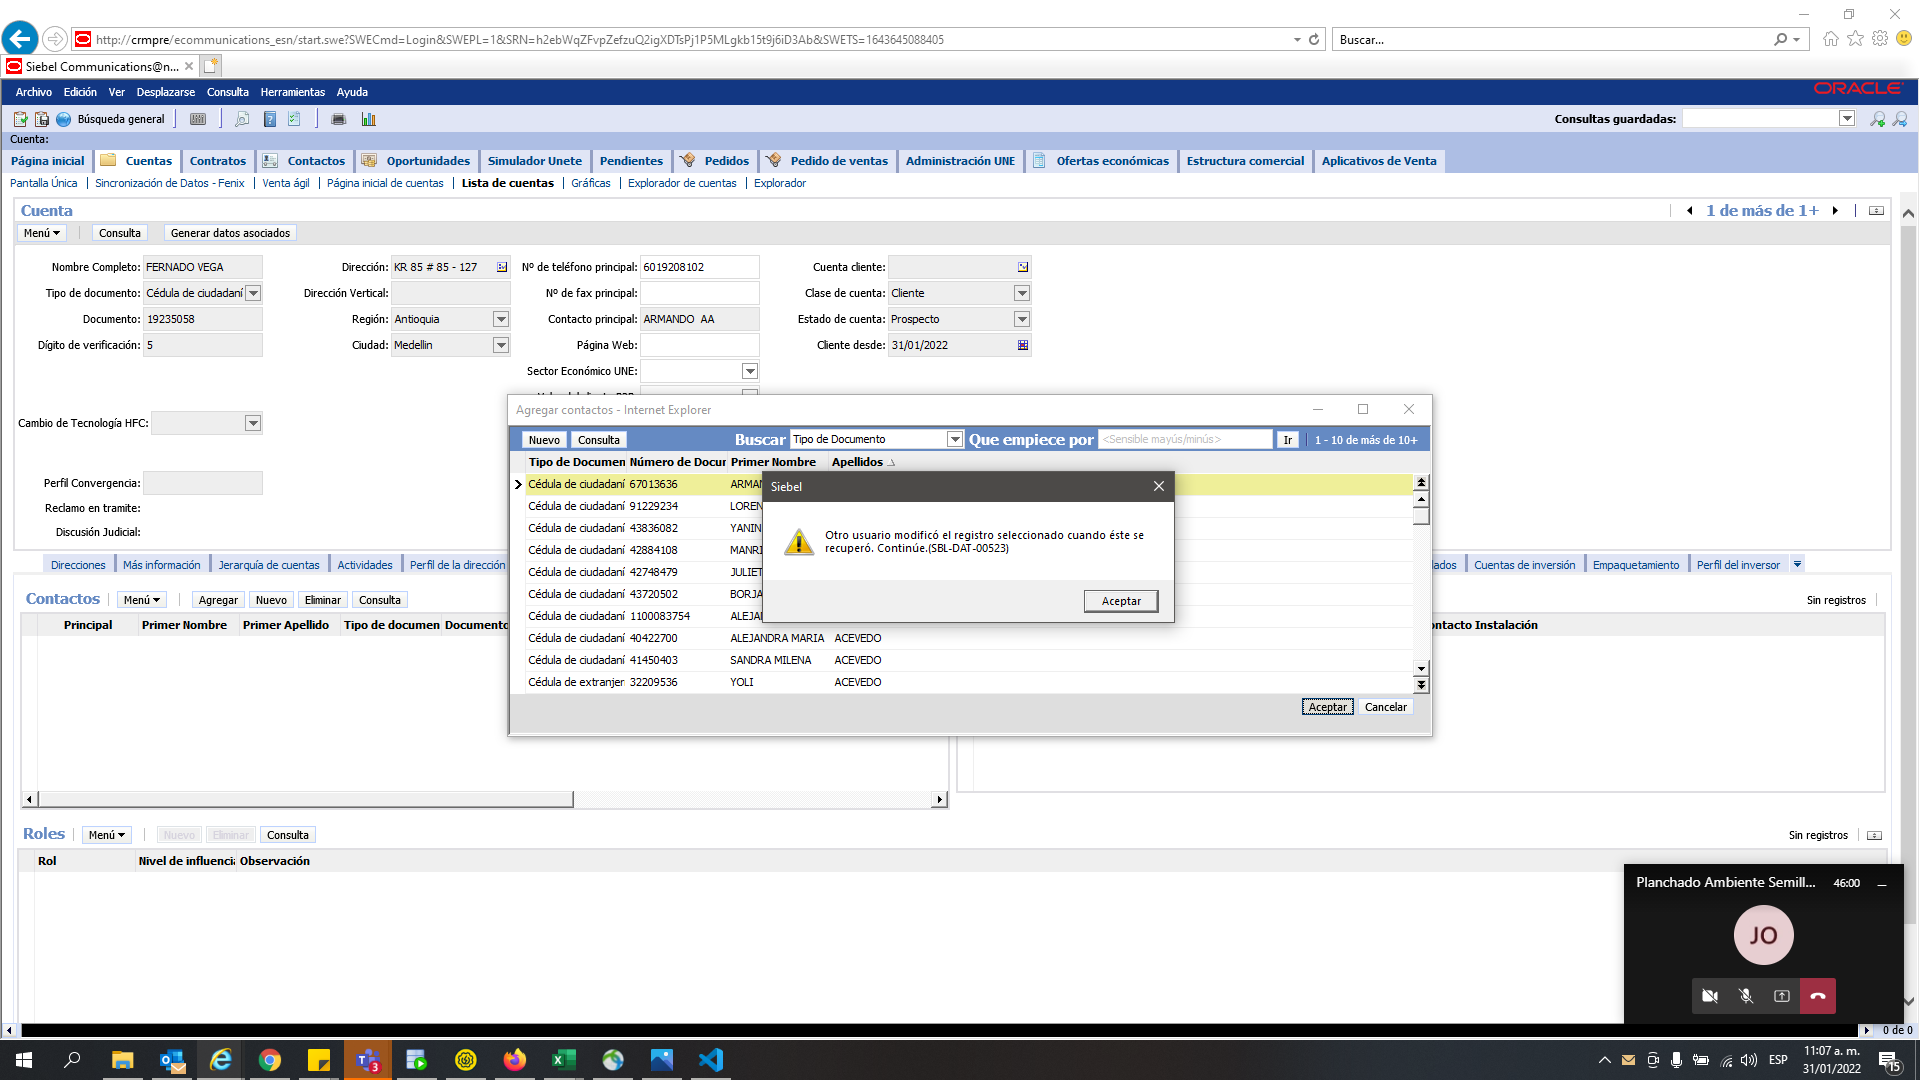 http://crmpre/ecommunications_esn/start.swe?SWECmd=Login&SWEPL=1&SRN=h2ebWqZFvpZefzuQ2igXDTsPj1P5MLgkb15t9j6iD3Ab&SWETS=1643645088405
Buscar...
Siebel Communications@n...
Archivo Edición Ver Desplazarse Consulta Herramientas Ayuda
ORACLE
Búsqueda general
Consultas guardadas:
Cuenta:
Página inicial Cuentas Contratos Contactos Oportunidades Simulador Unete Pendientes Pedidos Pedido de ventas Administración UNE Ofertas económicas Estructura comercial Aplicativos de Venta
Pantalla Única Sincronización de Datos - Fenix Venta ágil Página inicial de cuentas Lista de cuentas Gráficas Explorador de cuentas Explorador
Cuenta
1 de más de 1+
Menú Consulta Generar datos asociados
Nombre Completo: FERNADO VEGA Dirección: KR 85 # 85 - 127 Nº de teléfono principal: 6019208102 Cuenta cliente:
Tipo de documento: Cédula de ciudadaní Dirección Vertical: Nº de fax principal: Clase de cuenta: Cliente
Documento: 19235058 Región: Antioquia Contacto principal: ARMANDO AA Estado de cuenta: Prospecto
Dígito de verificación: 5 Ciudad: Medellin Página Web: Cliente desde: 31/01/2022
Sector Económico UNE:
Cambio de Tecnología HFC:
Perfil Convergencia:
Reclamo en tramite:
Discusión Judicial:
Agregar contactos - Internet Explorer
Nuevo Consulta Buscar Tipo de Documento Que empiece por <Sensible mayús/minús> Ir 1 - 10 de más de 10+
Tipo de Documen Número de Docur Primer Nombre Apellidos
Cédula de ciudadaní 67013636 ARMAN
Cédula de ciudadaní 91229234 LOREN
Cédula de ciudadaní 43836082 YANIN
Cédula de ciudadaní 42884108 MANRI
Cédula de ciudadaní 42748479 JULIET
Cédula de ciudadaní 43720502 BORJA
Cédula de ciudadaní 1100083754 ALEJA
Cédula de ciudadaní 40422700 ALEJANDRA MARIA ACEVEDO
Cédula de ciudadaní 41450403 SANDRA MILENA ACEVEDO
Cédula de extranjer 32209536 YOLI ACEVEDO
Aceptar Cancelar
Siebel
Otro usuario modificó el registro seleccionado cuando éste se
recuperó. Continúe.(SBL-DAT-00523)
Aceptar
Direcciones Más información Jerarquía de cuentas Actividades Perfil de la dirección lados Cuentas de inversión Empaquetamiento Perfil del inversor
Contactos Menú Agregar Nuevo Eliminar Consulta
Sin registros
Principal Primer Nombre Primer Apellido Tipo de documen Documento
ontacto Instalación
Roles Menú Nuevo Eliminar Consulta
Sin registros
Rol Nivel de influencia Observación
Planchado Ambiente Semill... 46:00
JO
0 de 0
3
ESP
11:07 a. m.
31/01/2022
15